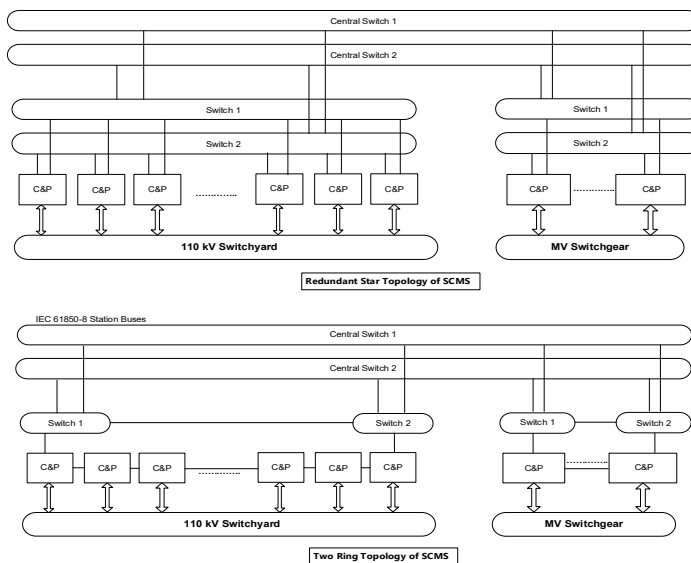 Central Switch 1
Central Switch 2
Switch 1
Switch 1
Switch 2
Switch 2
C&P C&P C&P C&P C&P C&P C&P C&P
110 kV Switchyard
MV Switchgear
Redundant Star Topology of SCMS
IEC 61850-8 Station Buses
Central Switch 1
Central Switch 2
Switch 1 Switch 2 Switch 1 Switch 2
C&P C&P C&P C&P C&P C&P C&P C&P
110 kV Switchyard
MV Switchgear
Two Ring Topology of SCMS